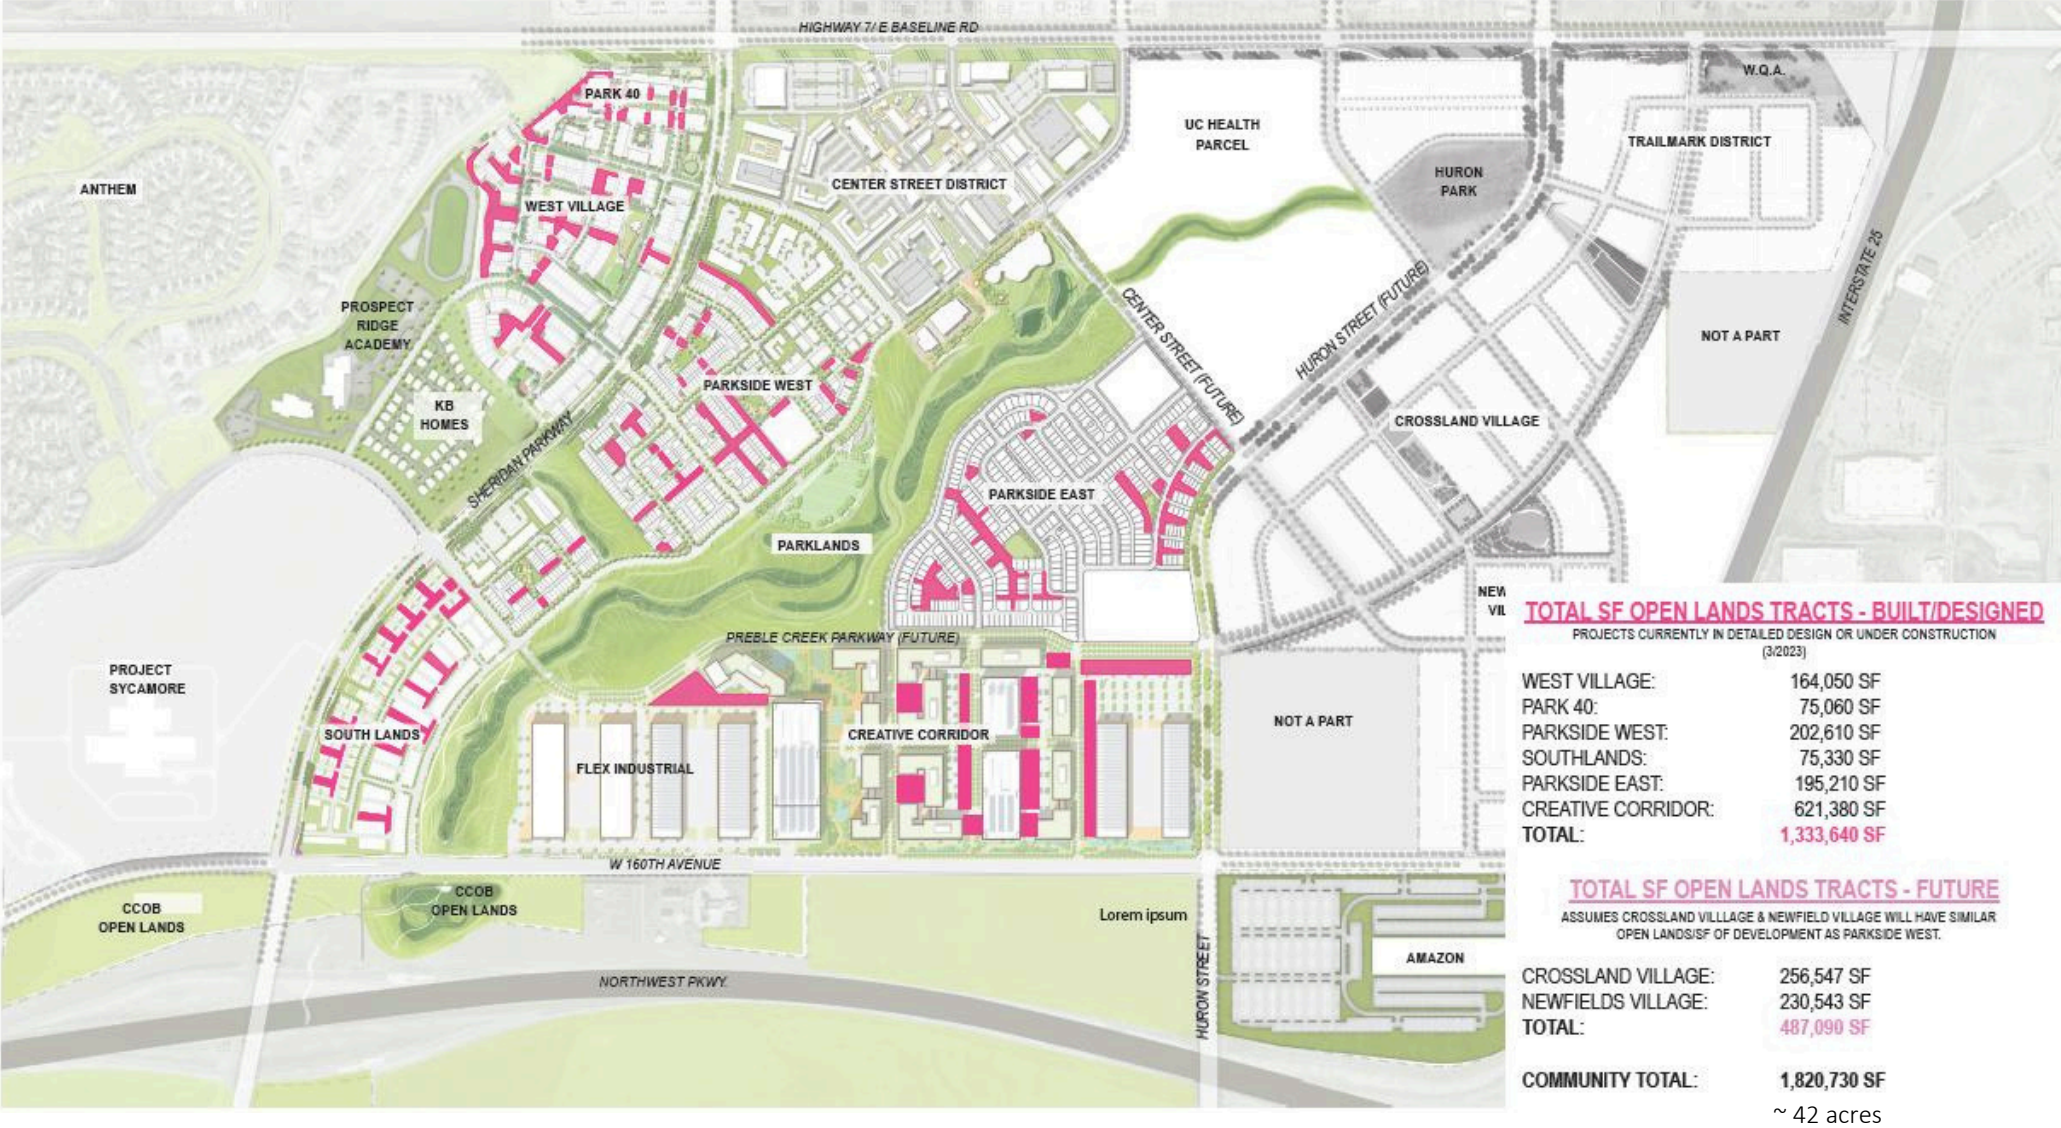 HIGHWAY 7/ E BASELINE RD
PARK 40
W.Q.A.
UC HEALTH
PARCEL
TRAILMARK DISTRICT
HURON
PARK
ANTHEM
CENTER STREET DISTRICT
WEST VILLAGE
INTERSTATE 25
PROSPECT
RIDGE
ACADEMY
CENTER STREET (FUTURE)
HURON STREET (FUTURE)
NOT A PART
PARKSIDE WEST
KB
HOMES
CROSSLAND VILLAGE
SHERIDAN PARKWAY
PARKSIDE EAST
PARKLANDS
NEW
VIL
PREBLE CREEK PARKWAY (FUTURE)
PROJECT
SYCAMORE
NOT A PART
SOUTH LANDS
CREATIVE CORRIDOR
FLEX INDUSTRIAL
W 160TH AVENUE
CCOB
OPEN LANDS
CCOB
OPEN LANDS
Lorem ipsum
HURON STREET
AMAZON
NORTHWEST PKWY.
TOTAL SF OPEN LANDS TRACTS - BUILT/DESIGNED
PROJECTS CURRENTLY IN DETAILED DESIGN OR UNDER CONSTRUCTION
(3/2023)
WEST VILLAGE: 164,050 SF
PARK 40: 75,060 SF
PARKSIDE WEST: 202,610 SF
SOUTHLANDS: 75,330 SF
PARKSIDE EAST: 195,210 SF
CREATIVE CORRIDOR: 621,380 SF
TOTAL: 1,333,640 SF
TOTAL SF OPEN LANDS TRACTS - FUTURE
ASSUMES CROSSLAND VILLLAGE & NEWFIELD VILLAGE WILL HAVE SIMILAR
OPEN LANDS/SF OF DEVELOPMENT AS PARKSIDE WEST.
CROSSLAND VILLAGE: 256,547 SF
NEWFIELDS VILLAGE: 230,543 SF
TOTAL: 487,090 SF
COMMUNITY TOTAL: 1,820,730 SF
~ 42 acres